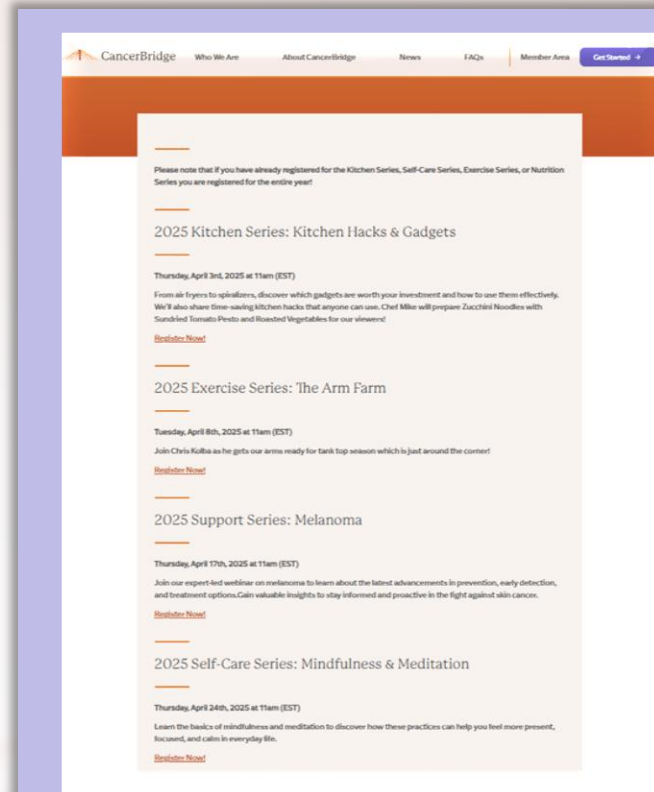 CancerBridge Who We Are About CancerBridge News FAQs Member Area Get Started →
Please note that if you have already registered for the Kitchen Series, Self-Care Series, Exercise Series, or Nutrition
Series you are registered for the entire year!
2025 Kitchen Series: Kitchen Hacks & Gadgets
Thursday, April 3rd, 2025 at 11am (EST)
From air fryers to spiralizers, discover which gadgets are worth your investment and how to use them effectively.
We'll also share time-saving kitchen hacks that anyone can use. Chef Mike will prepare Zucchini Noodles with
Sundried Tomato Pesto and Roasted Vegetables for our viewers!
Register Now!
2025 Exercise Series: The Arm Farm
Tuesday, April 8th, 2025 at 11am (EST)
Join Chris Kolba as he gets our arms ready for tank top season which is just around the corner!
Register Now!
2025 Support Series: Melanoma
Thursday, April 17th, 2025 at 11am (EST)
Join our expert-led webinar on melanoma to learn about the latest advancements in prevention, early detection,
and treatment options.Gain valuable insights to stay informed and proactive in the fight against skin cancer.
Register Now!
2025 Self-Care Series: Mindfulness & Meditation
Thursday, April 24th, 2025 at 11am (EST)
Learn the basics of mindfulness and meditation to discover how these practices can help you feel more present,
focused, and calm in everyday life.
Register Now!